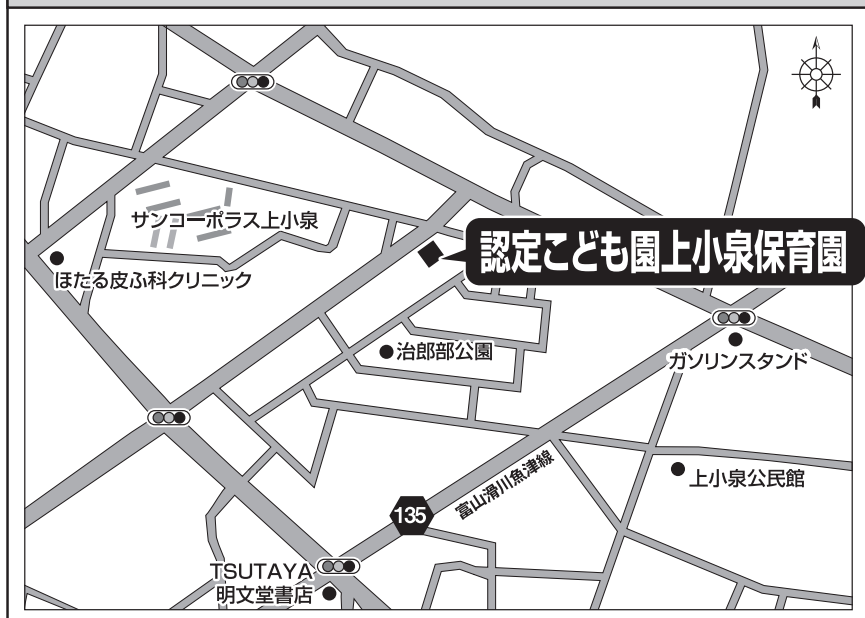 サンコーポラス上小泉
認定こども園上小泉保育園
ほたる皮ふ科クリニック
治郎部公園
ガソリンスタンド
富山滑川魚津線
上小泉公民館
135
TSUTAYA
明文堂書店